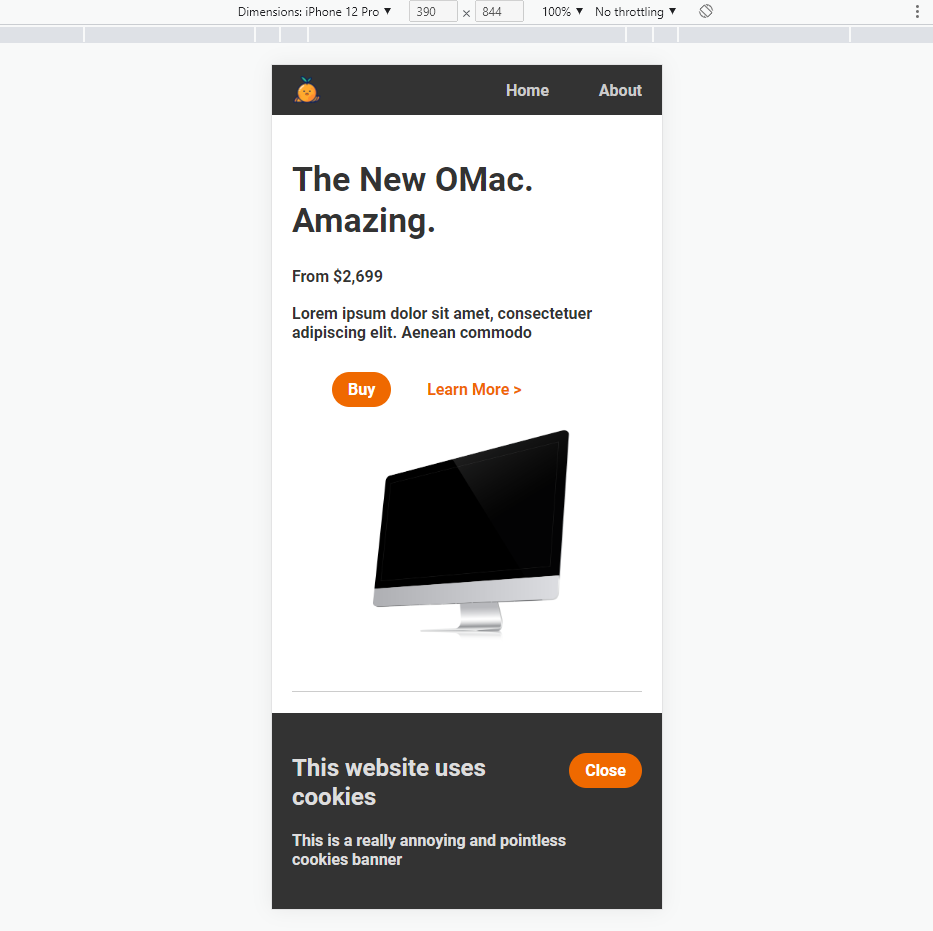 Dimensions: iPhone 12 Pro ▼ 390 × 844 100% ▼ No throttling ▼
Home About
The New OMac.
Amazing.
From $2,699
Lorem ipsum dolor sit amet, consectetuer
adipiscing elit. Aenean commodo
Buy Learn More >
This website uses
cookies
Close
This is a really annoying and pointless
cookies banner